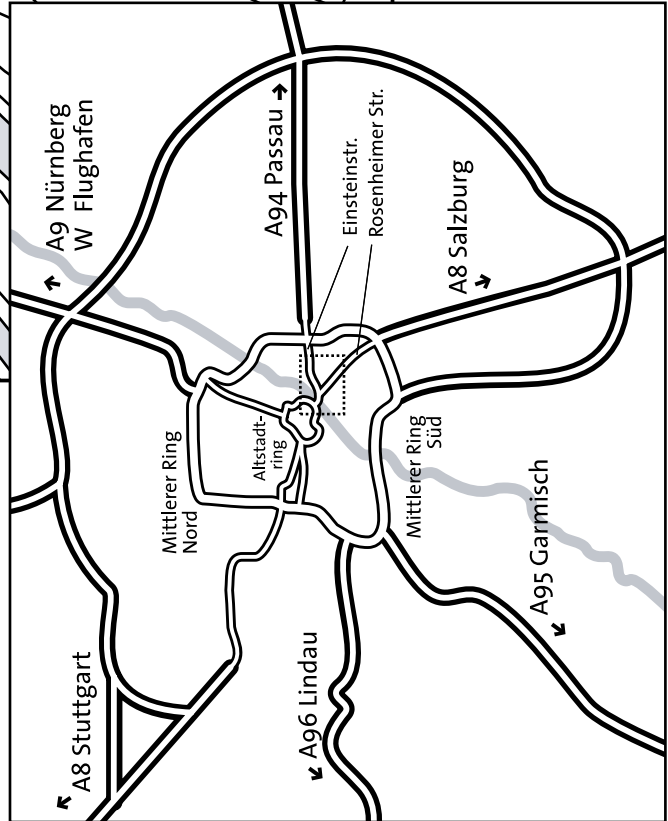 A9 Nürnberg
W Flughafen
A94 Passau
Einsteinstr.
Rosenheimer Str.
A8 Salzburg
Mittlerer Ring
Nord
Altstadt-
ring
Mittlerer Ring
Süd
A95 Garmisch
A96 Lindau
A8 Stuttgart